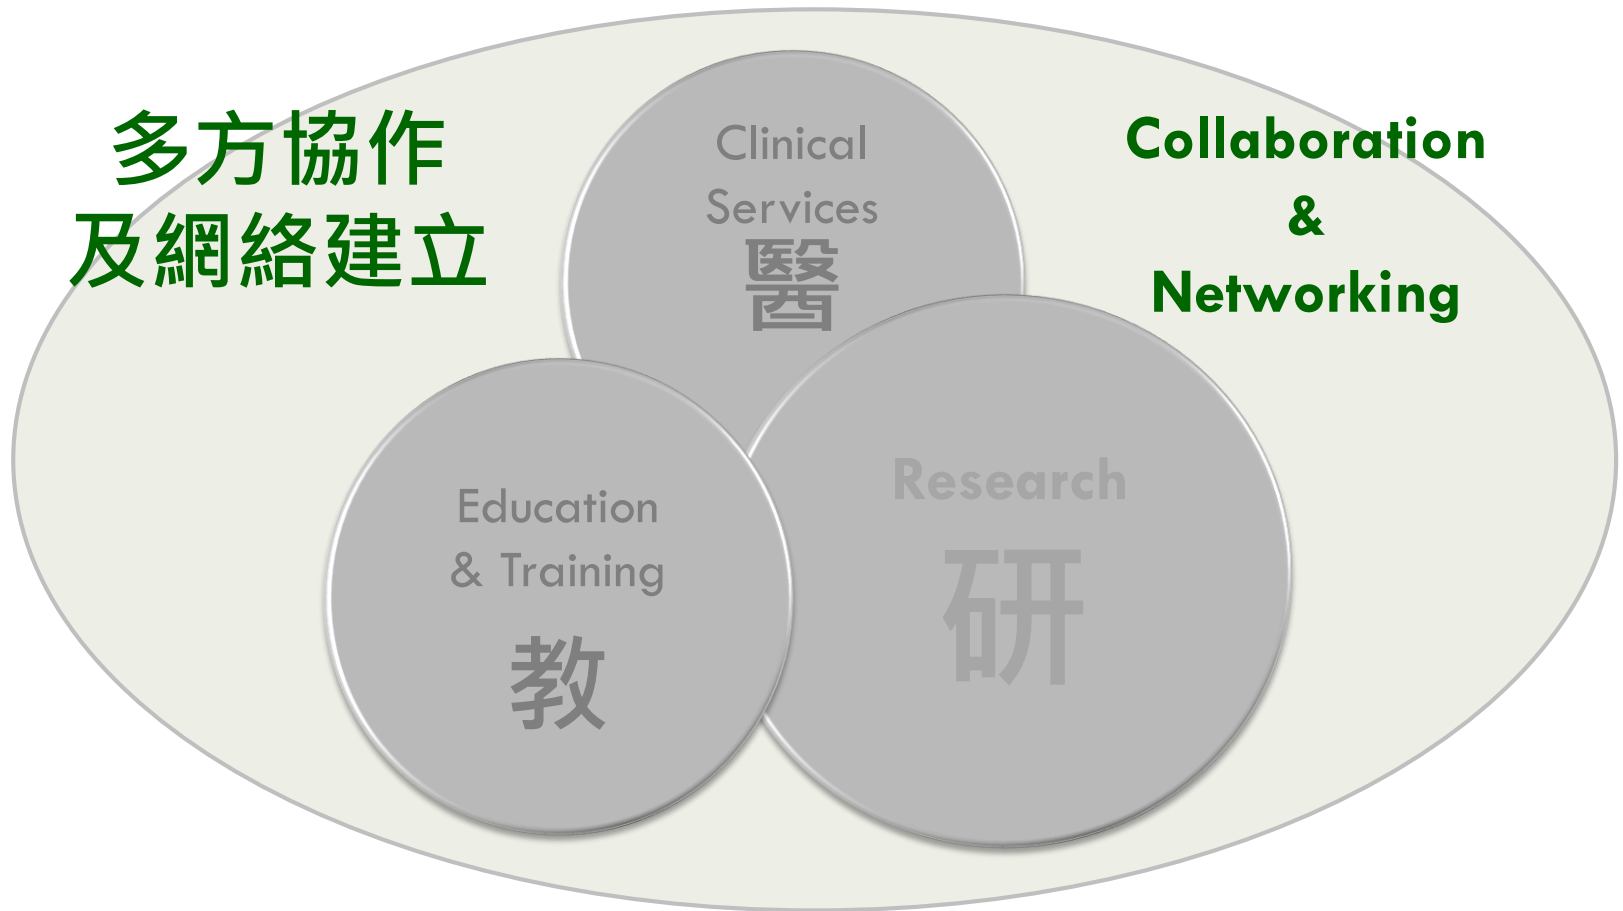 多方協作
及網絡建立
Clinical
Services
醫
Collaboration
&
Networking
Education
& Training
教
Research
研